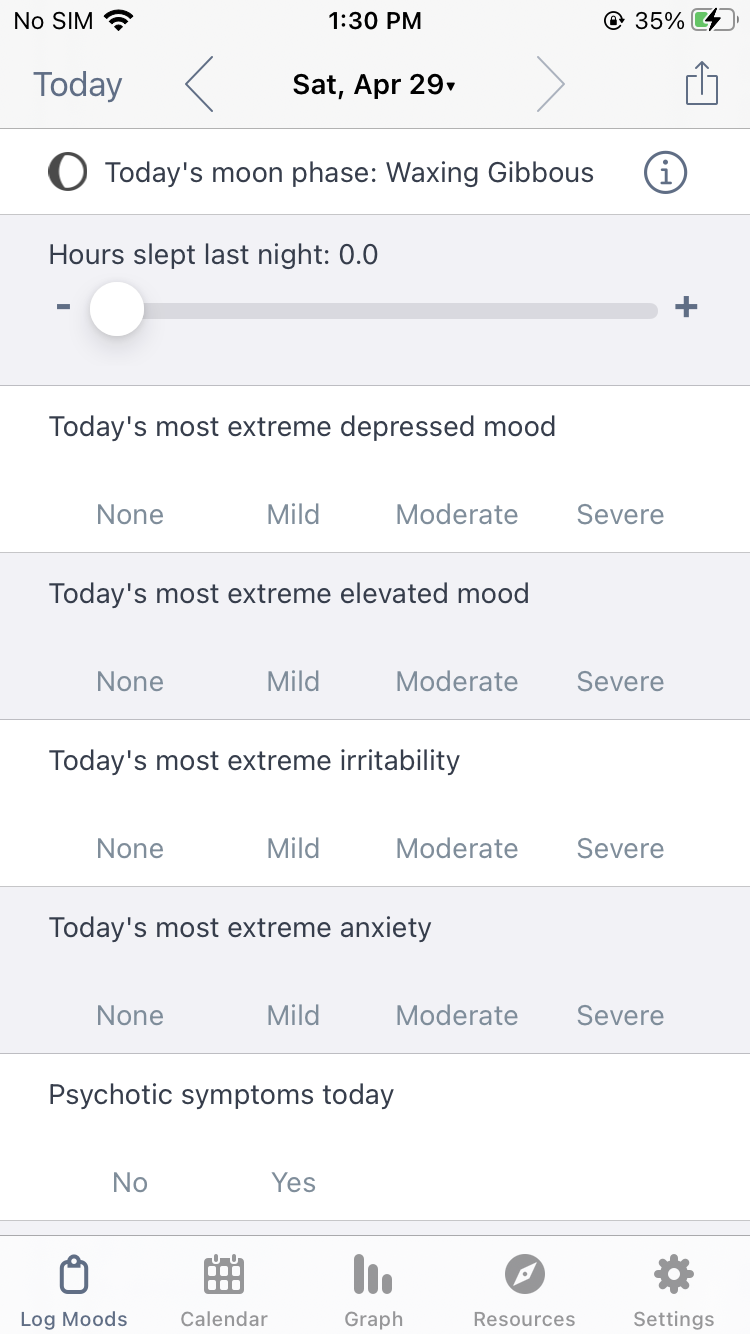 No SIM 1:30 PM 35%
Today Sat, Apr 29▾
Today's moon phase: Waxing Gibbous
Hours slept last night: 0.0
- +
Today's most extreme depressed mood
None Mild Moderate Severe
Today's most extreme elevated mood
None Mild Moderate Severe
Today's most extreme irritability
None Mild Moderate Severe
Today's most extreme anxiety
None Mild Moderate Severe
Psychotic symptoms today
No Yes
Log Moods Calendar Graph Resources Settings